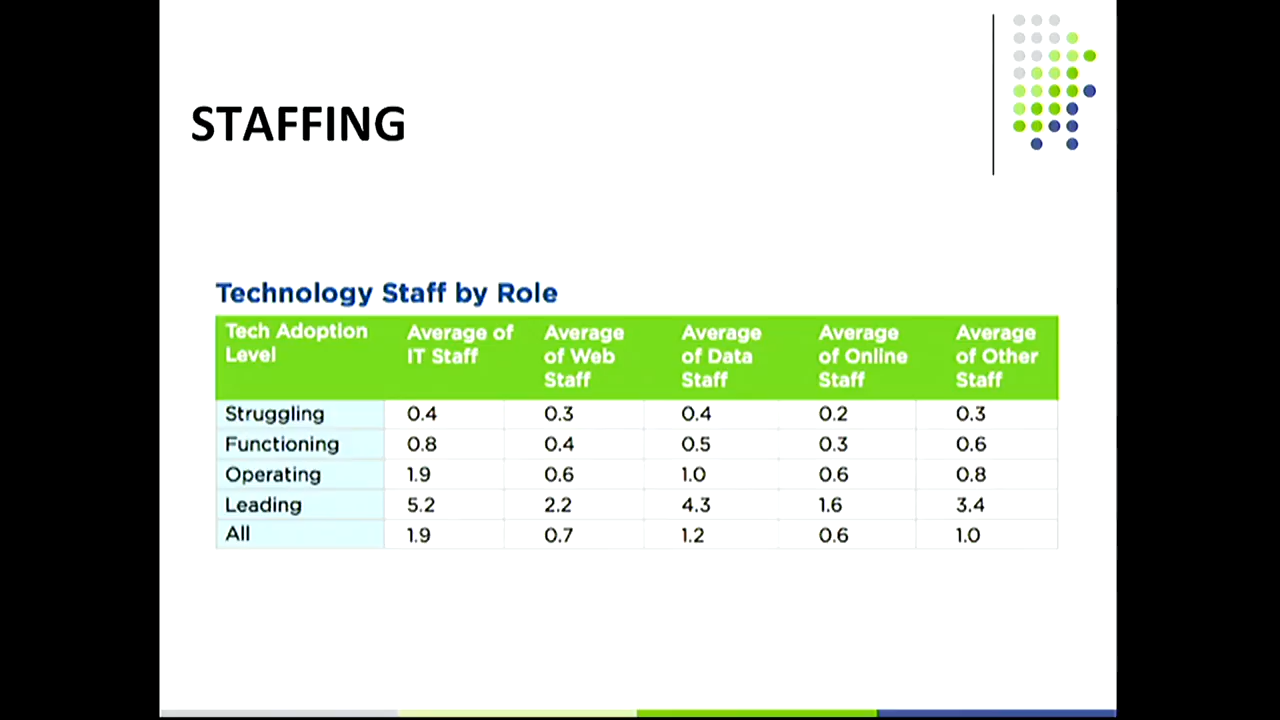 STAFFING
Technology Staff by Role
Tech Adoption Level Average of IT Staff Average of Web Staff Average of Data Staff Average of Online Staff Average of Other Staff
Struggling 0.4 0.3 0.4 0.2 0.3
Functioning 0.8 0.4 0.5 0.3 0.6
Operating 1.9 0.6 1.0 0.6 0.8
Leading 5.2 2.2 4.3 1.6 3.4
All 1.9 0.7 1.2 0.6 1.0